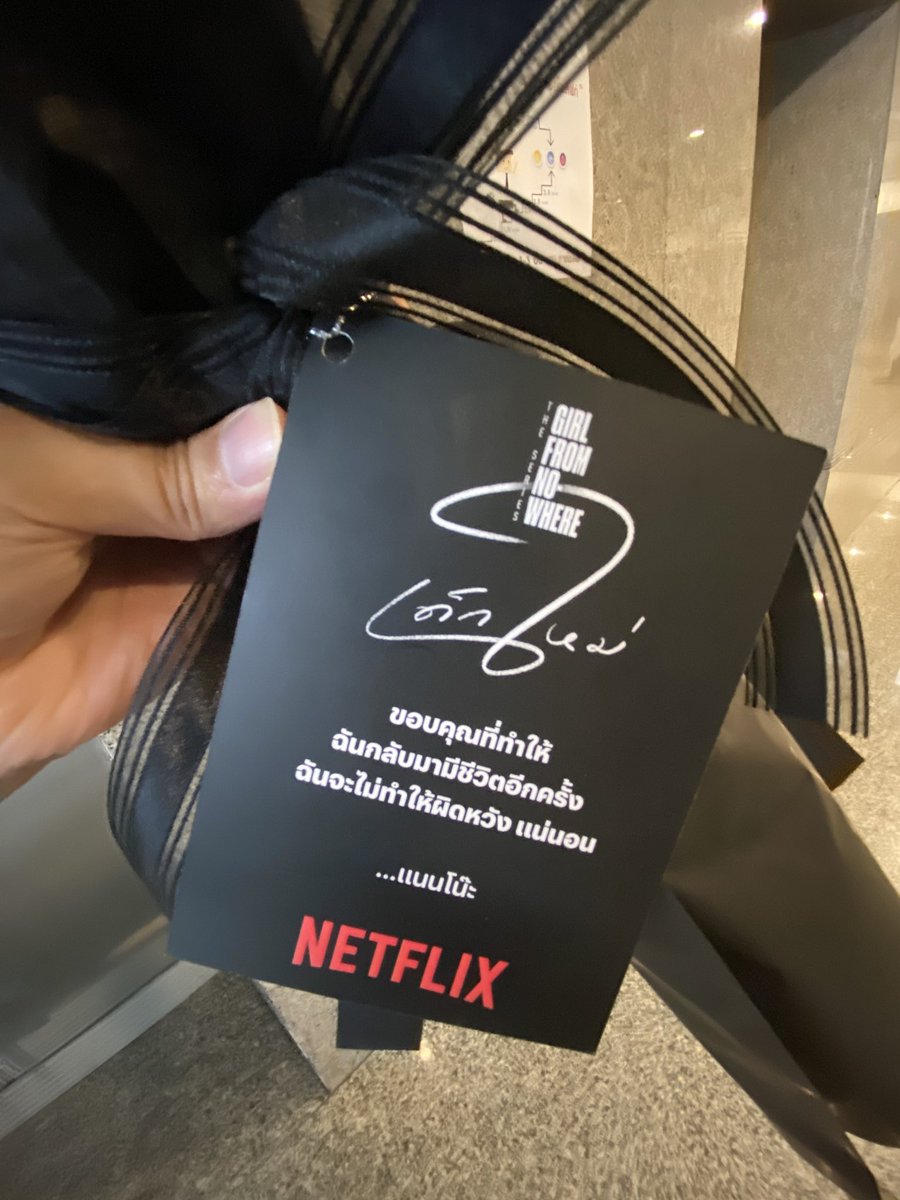 THE SERIES
GIRL
FROM
NO-
WHERE
เด็กใหม่
ขอบคุณที่ทำให้
ฉันกลับมามีชีวิตอีกครั้ง
ฉันจะไม่ทำให้ผิดหวัง แน่นอน
...แนนโน๊ะ
NETFLIX